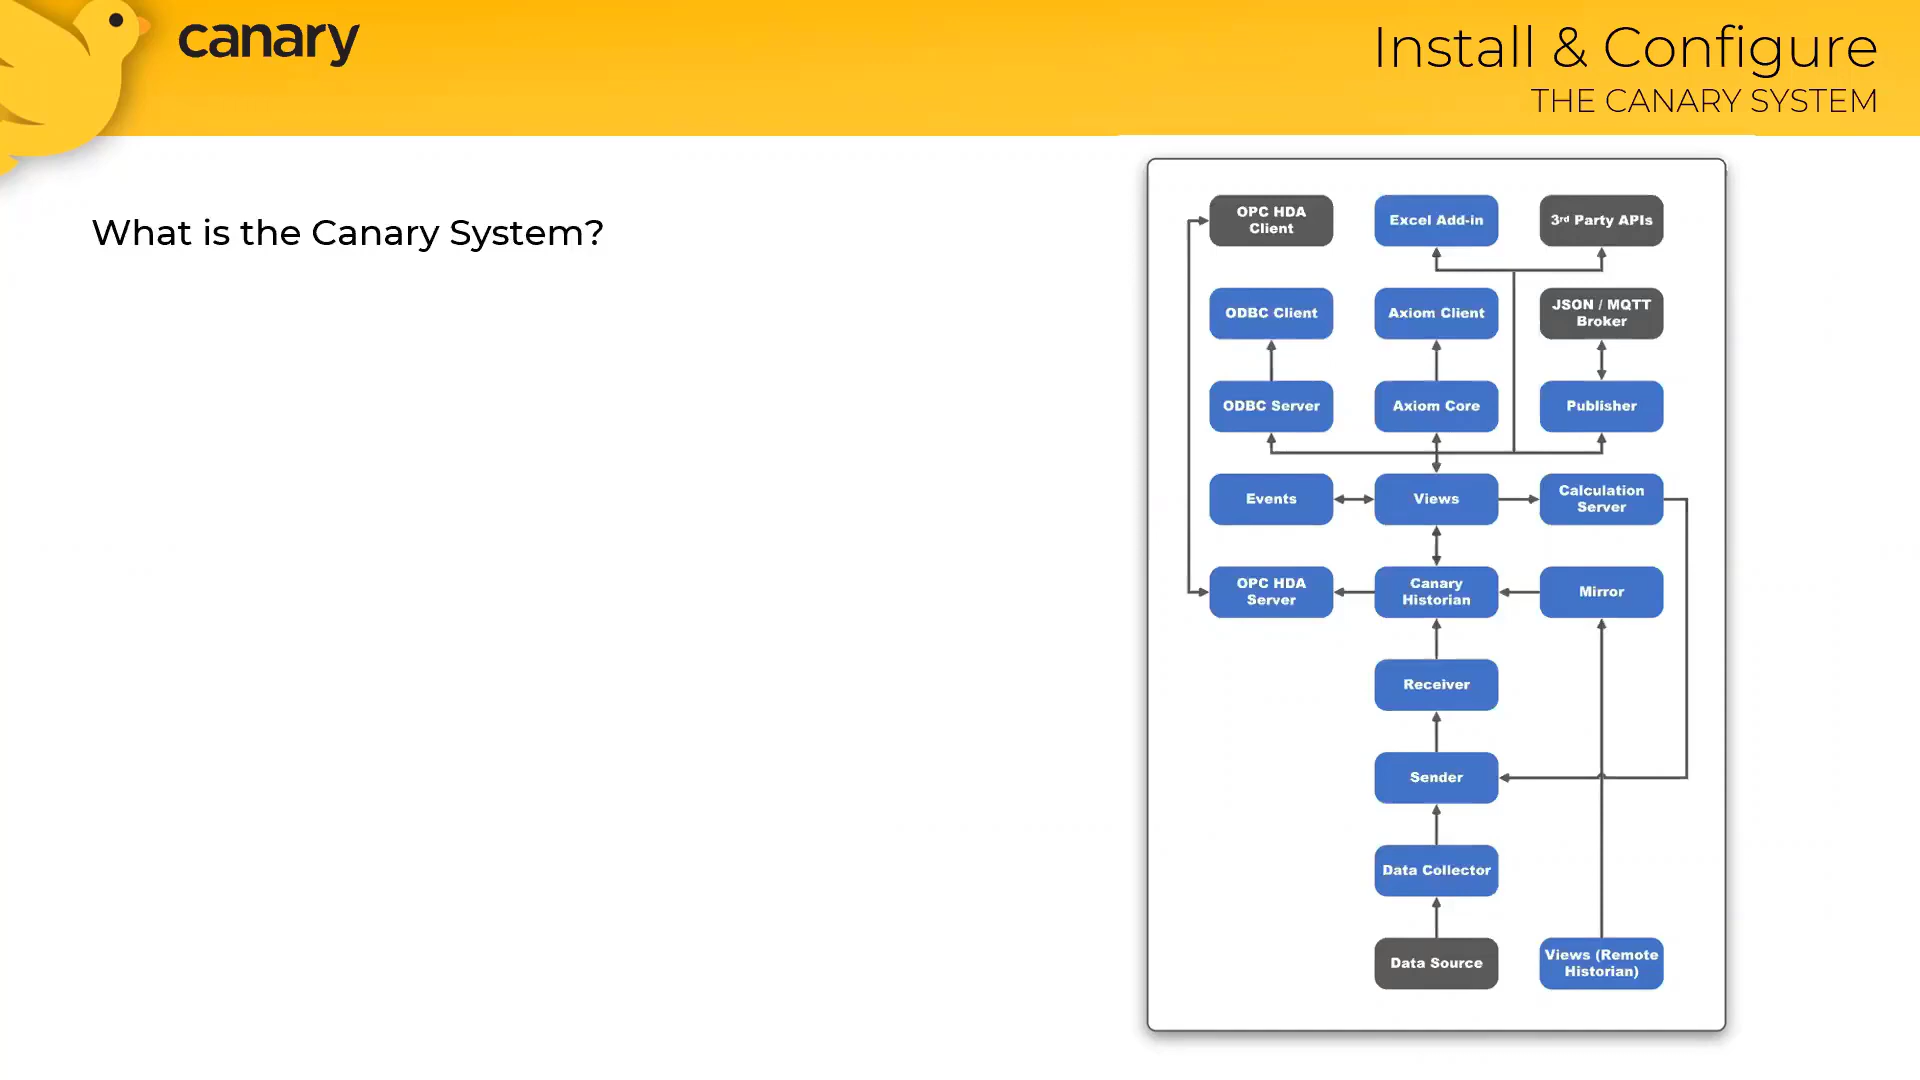 canary
Install & Configure
THE CANARY SYSTEM
What is the Canary System?
OPC HDA
Client
Excel Add-in
3rd Party APIs
ODBC Client
Axiom Client
JSON / MQTT
Broker
ODBC Server
Axiom Core
Publisher
Events
Views
Calculation
Server
OPC HDA
Server
Canary
Historian
Mirror
Receiver
Sender
Data Collector
Data Source
Views (Remote
Historian)